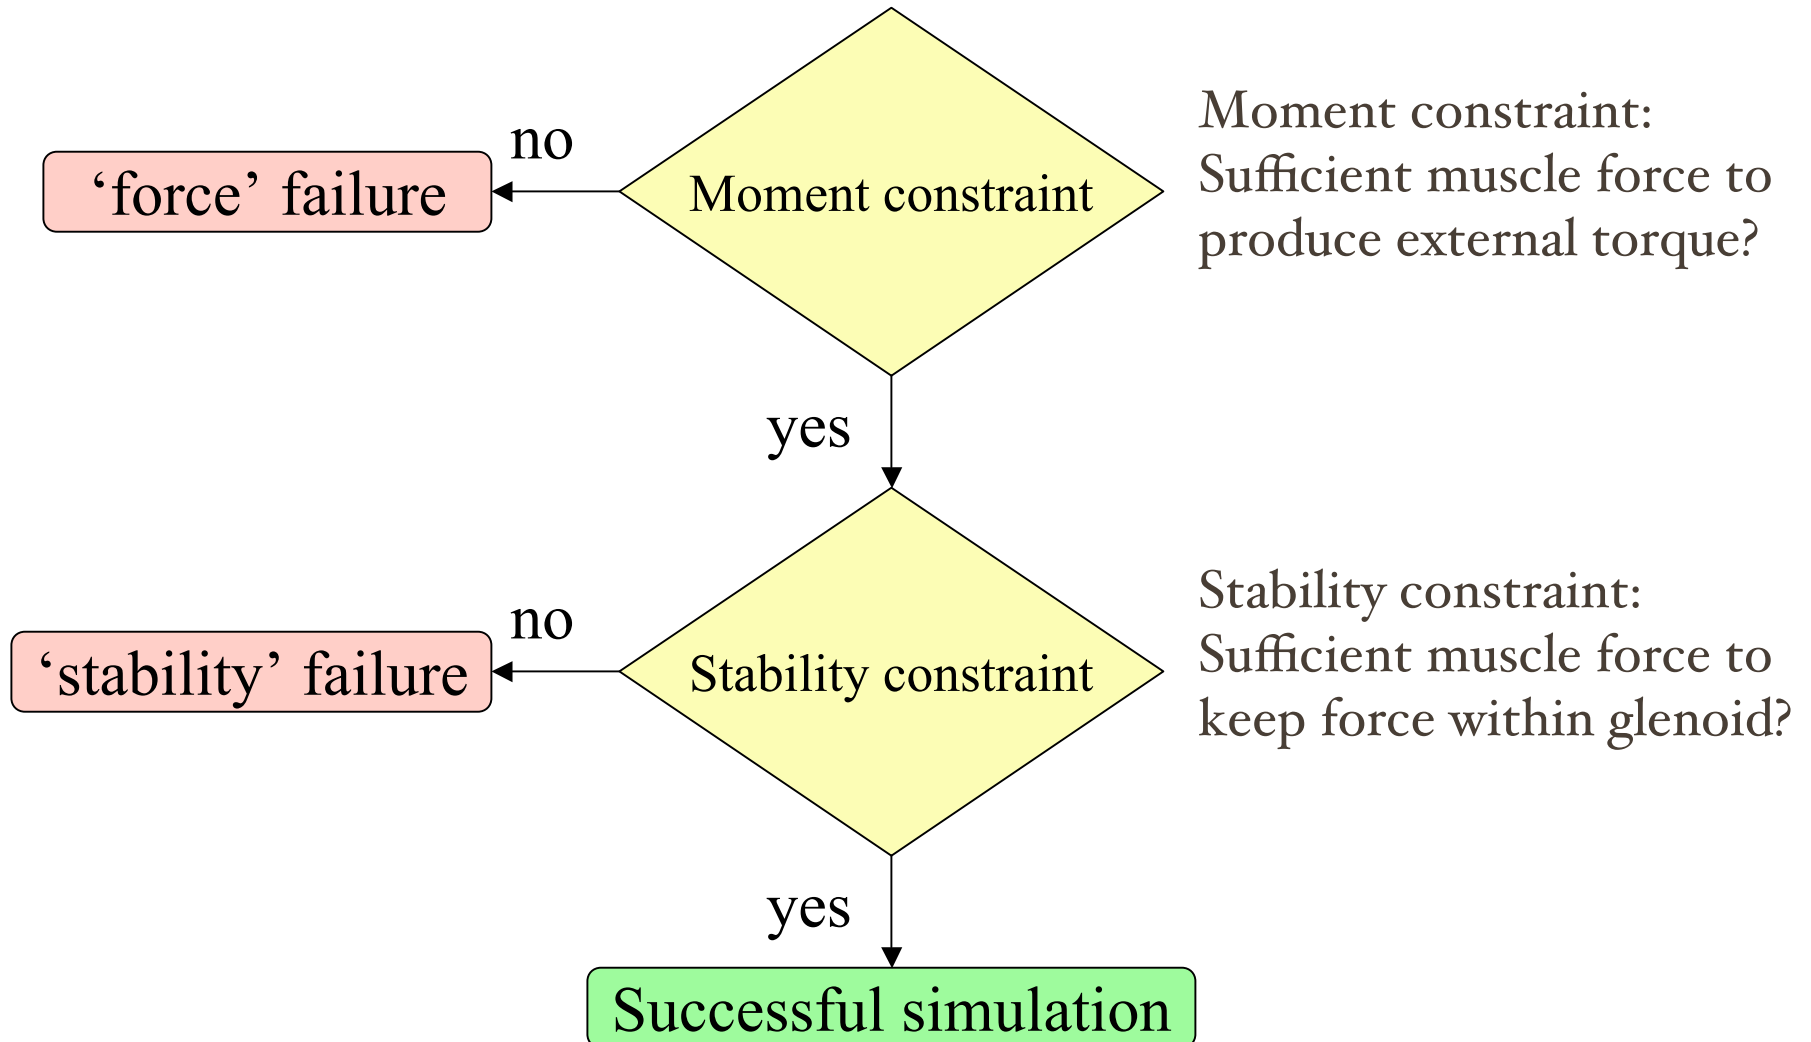 Moment constraint:
Sufficient muscle force to
produce external torque?
no
‘force’ failure
Moment constraint
yes
Stability constraint:
Sufficient muscle force to
keep force within glenoid?
no
‘stability’ failure
Stability constraint
yes
Successful simulation